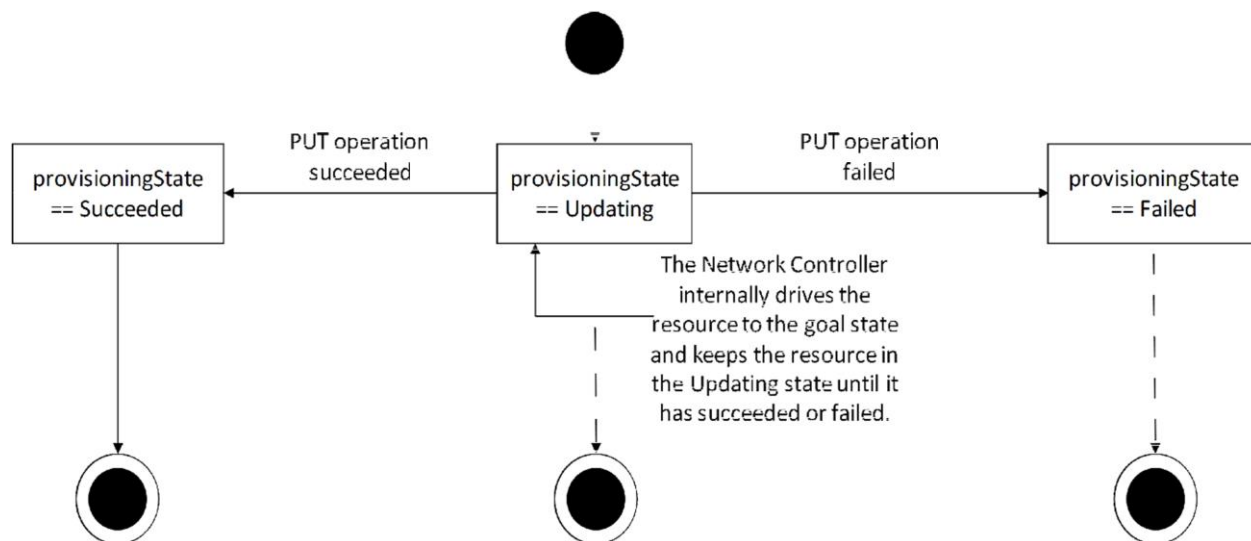 PUT operation
succeeded
PUT operation
failed
provisioningState
== Succeeded
provisioningState
== Updating
provisioningState
== Failed
The Network Controller
internally drives the
resource to the goal state
and keeps the resource in
the Updating state until it
has succeeded or failed.